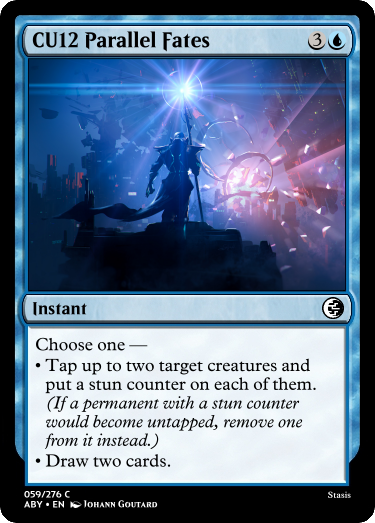 CU12 Parallel Fates 3
Instant
Choose one —
• Tap up to two target creatures and
put a stun counter on each of them.
(If a permanent with a stun counter
would become untapped, remove one
from it instead.)
• Draw two cards.
059/276 C Stasis
ABY • EN Johann Goutard